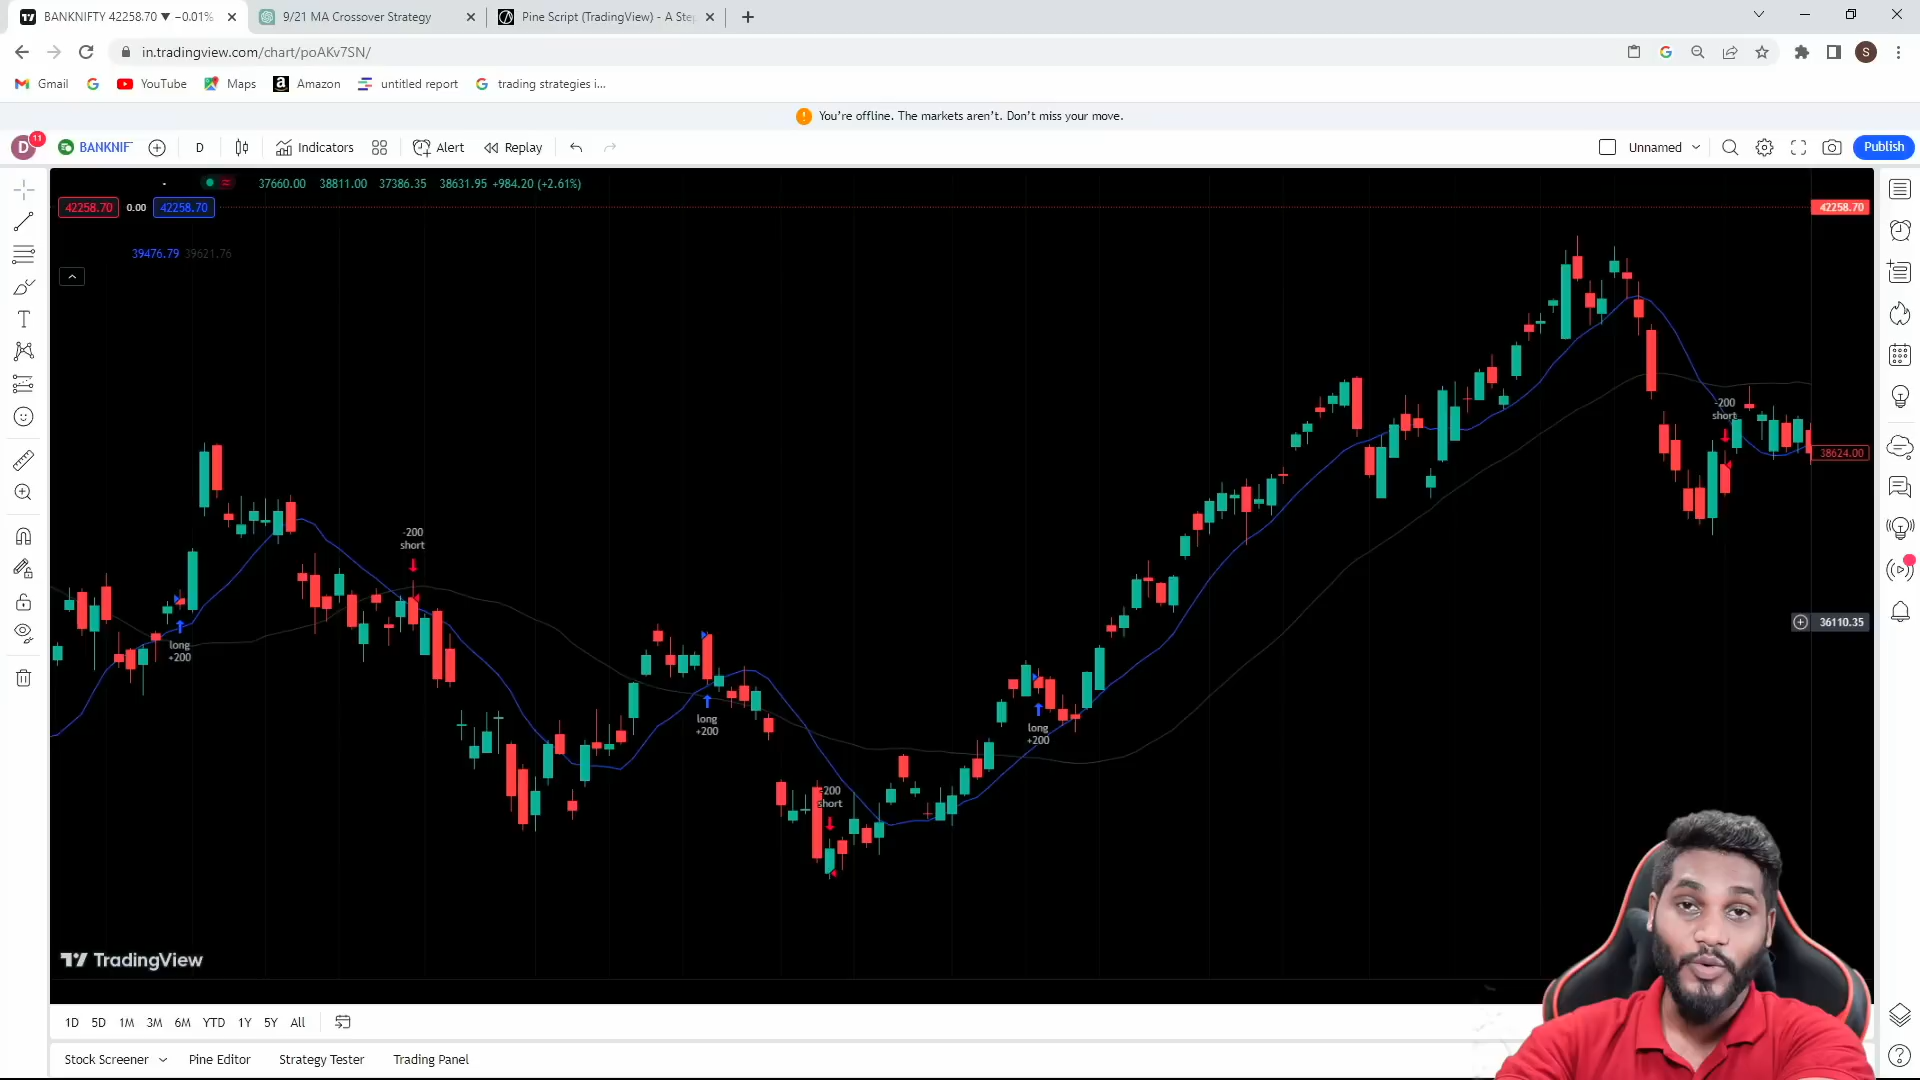 BANKNIFTY 42258.70 ▼ −0.01%
9/21 MA Crossover Strategy
Pine Script (TradingView) - A Ste
in.tradingview.com/chart/poAKv7SN/
S
Gmail
YouTube
Maps
Amazon
untitled report
trading strategies i...
You're offline. The markets aren't. Don't miss your move.
D
11
BANKNIF
D
Indicators
Alert
Replay
Unnamed
Publish
37660.00 38811.00 37386.35 38631.95 +984.20 (+2.61%)
42258.70 0.00 42258.70
42258.70
39476.79 39621.76
-200
short
38624.00
-200
short
36110.35
long
+200
long
+200
long
+200
-200
short
TradingView
1D 5D 1M 3M 6M YTD 1Y 5Y All
Stock Screener Pine Editor Strategy Tester Trading Panel